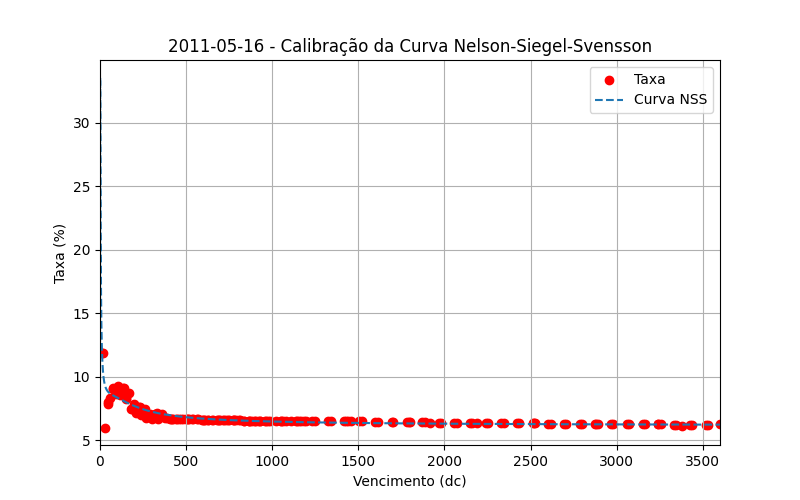 2011-05-16 - Calibração da Curva Nelson-Siegel-Svensson
Taxa
Curva NSS
Taxa (%)
30
25
20
15
10
5
0 500 1000 1500 2000 2500 3000 3500
Vencimento (dc)